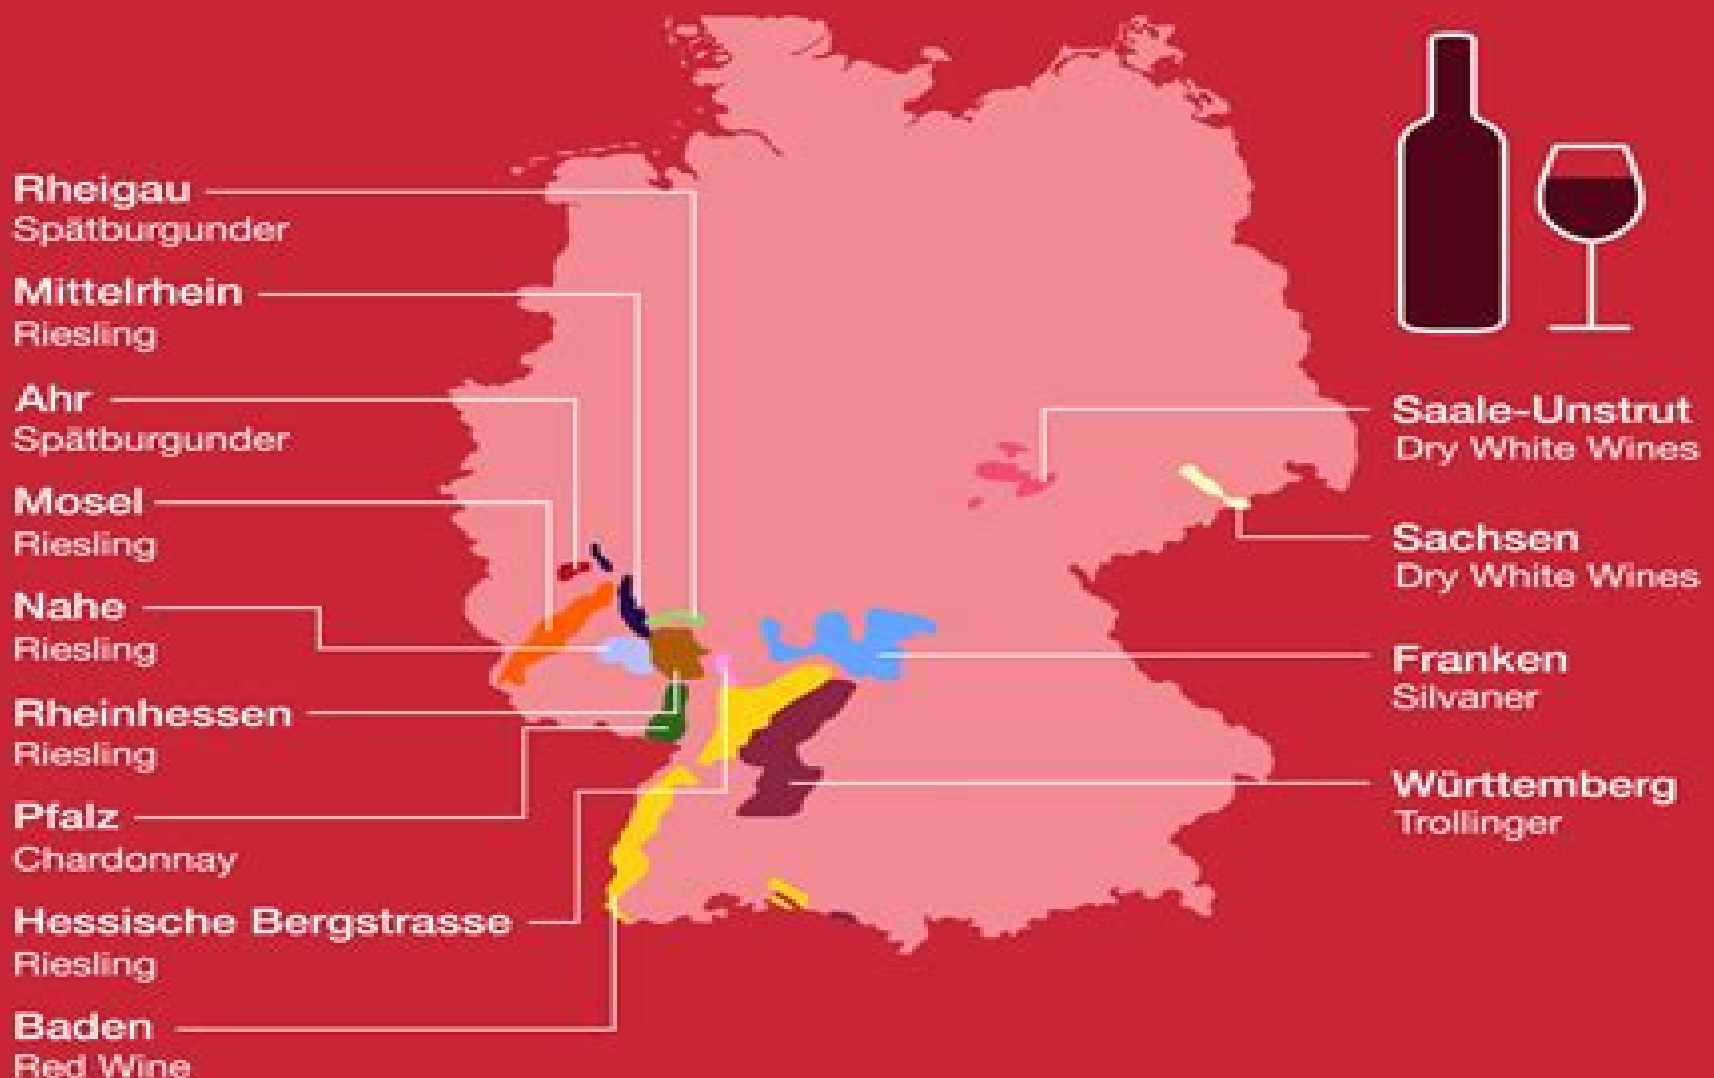 Rheigau
Spätburgunder
Mittelrhein
Riesling
Ahr
Spätburgunder
Mosel
Riesling
Nahe
Riesling
Rheinhessen
Riesling
Pfalz
Chardonnay
Hessische Bergstrasse
Riesling
Baden
Red Wine
Saale-Unstrut
Dry White Wines
Sachsen
Dry White Wines
Franken
Silvaner
Württemberg
Trollinger